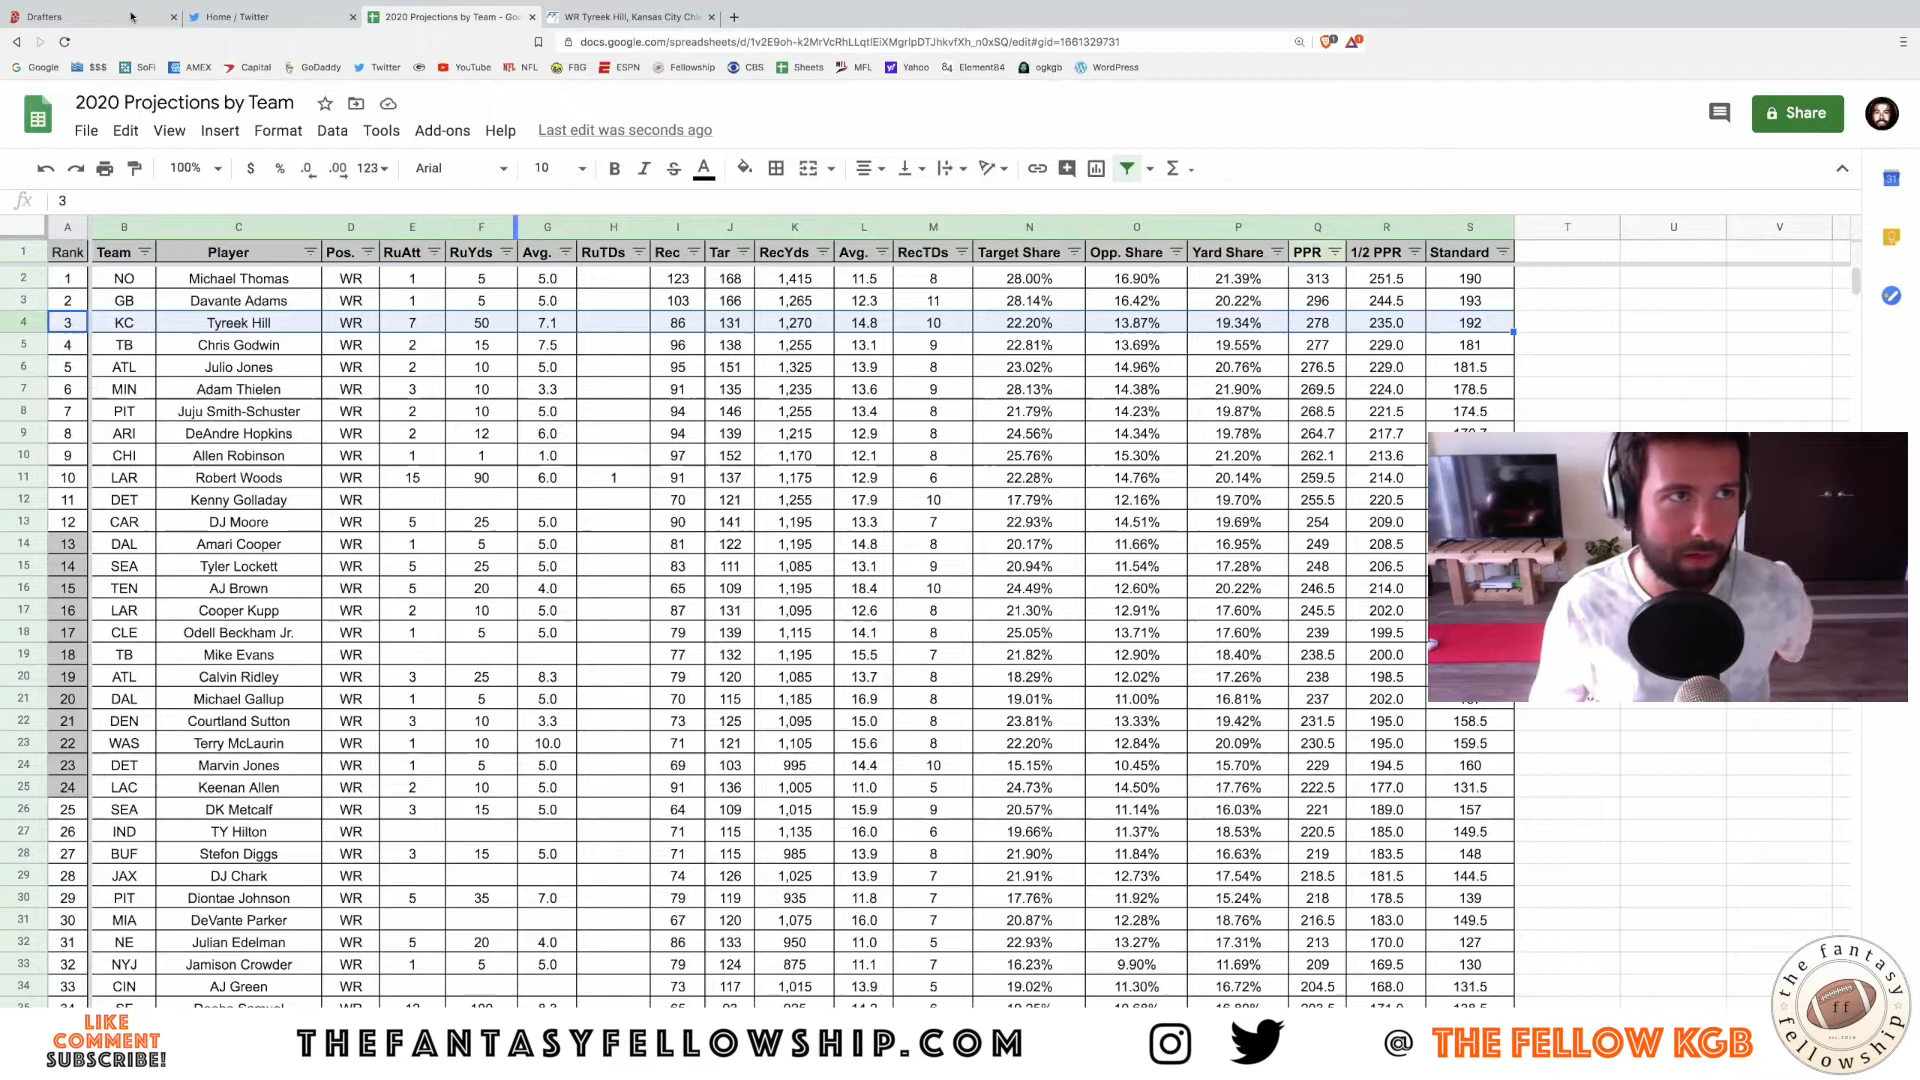 Drafters
Home / Twitter
2020 Projections by Team - Goo
WR Tyreek Hill, Kansas City Chi
docs.google.com/spreadsheets/d/1v2E9oh-k2MrVcRhLLqtlEiXMgrlpDTJhkvfXh_n0xSQ/edit#gid=1661329731
Google $$$ SoFi AMEX Capital GoDaddy Twitter YouTube NFL FBG ESPN Fellowship CBS Sheets MFL Yahoo Element84 ogkgb WordPress
2020 Projections by Team
Share
File Edit View Insert Format Data Tools Add-ons Help Last edit was seconds ago
100% $ % .0 .00 123 Arial 10 B I S A
fx 3
A B C D E F G H I J K L M N O P Q R S T U V
1 Rank Team Player Pos. RuAtt RuYds Avg. RuTDs Rec Tar RecYds Avg. RecTDs Target Share Opp. Share Yard Share PPR 1/2 PPR Standard
2 1 NO Michael Thomas WR 1 5 5.0 123 168 1,415 11.5 8 28.00% 16.90% 21.39% 313 251.5 190
3 2 GB Davante Adams WR 1 5 5.0 103 166 1,265 12.3 11 28.14% 16.42% 20.22% 296 244.5 193
4 3 KC Tyreek Hill WR 7 50 7.1 86 131 1,270 14.8 10 22.20% 13.87% 19.34% 278 235.0 192
5 4 TB Chris Godwin WR 2 15 7.5 96 138 1,255 13.1 9 22.81% 13.69% 19.55% 277 229.0 181
6 5 ATL Julio Jones WR 2 10 5.0 95 151 1,325 13.9 8 23.02% 14.96% 20.76% 276.5 229.0 181.5
7 6 MIN Adam Thielen WR 3 10 3.3 91 135 1,235 13.6 9 28.13% 14.38% 21.90% 269.5 224.0 178.5
8 7 PIT Juju Smith-Schuster WR 2 10 5.0 94 146 1,255 13.4 8 21.79% 14.23% 19.87% 268.5 221.5 174.5
9 8 ARI DeAndre Hopkins WR 2 12 6.0 94 139 1,215 12.9 8 24.56% 14.34% 19.78% 264.7 217.7
10 9 CHI Allen Robinson WR 1 1 1.0 97 152 1,170 12.1 8 25.76% 15.30% 21.20% 262.1 213.6
11 10 LAR Robert Woods WR 15 90 6.0 1 91 137 1,175 12.9 6 22.28% 14.76% 20.14% 259.5 214.0
12 11 DET Kenny Golladay WR 70 121 1,255 17.9 10 17.79% 12.16% 19.70% 255.5 220.5
13 12 CAR DJ Moore WR 5 25 5.0 90 141 1,195 13.3 7 22.93% 14.51% 19.69% 254 209.0
14 13 DAL Amari Cooper WR 1 5 5.0 81 122 1,195 14.8 8 20.17% 11.66% 16.95% 249 208.5
15 14 SEA Tyler Lockett WR 5 25 5.0 83 111 1,085 13.1 9 20.94% 11.54% 17.28% 248 206.5
16 15 TEN AJ Brown WR 5 20 4.0 65 109 1,195 18.4 10 24.49% 12.60% 20.22% 246.5 214.0
17 16 LAR Cooper Kupp WR 2 10 5.0 87 131 1,095 12.6 8 21.30% 12.91% 17.60% 245.5 202.0
18 17 CLE Odell Beckham Jr. WR 1 5 5.0 79 139 1,115 14.1 8 25.05% 13.71% 17.60% 239 199.5
19 18 TB Mike Evans WR 77 132 1,195 15.5 7 21.82% 12.90% 18.40% 238.5 200.0
20 19 ATL Calvin Ridley WR 3 25 8.3 79 120 1,085 13.7 8 18.29% 12.02% 17.26% 238 198.5
21 20 DAL Michael Gallup WR 1 5 5.0 70 115 1,185 16.9 8 19.01% 11.00% 16.81% 237 202.0
22 21 DEN Courtland Sutton WR 3 10 3.3 73 125 1,095 15.0 8 23.81% 13.33% 19.42% 231.5 195.0 158.5
23 22 WAS Terry McLaurin WR 1 10 10.0 71 121 1,105 15.6 8 22.20% 12.84% 20.09% 230.5 195.0 159.5
24 23 DET Marvin Jones WR 1 5 5.0 69 103 995 14.4 10 15.15% 10.45% 15.70% 229 194.5 160
25 24 LAC Keenan Allen WR 2 10 5.0 91 136 1,005 11.0 5 24.73% 14.50% 17.76% 222.5 177.0 131.5
26 25 SEA DK Metcalf WR 3 15 5.0 64 109 1,015 15.9 9 20.57% 11.14% 16.03% 221 189.0 157
27 26 IND TY Hilton WR 71 115 1,135 16.0 6 19.66% 11.37% 18.53% 220.5 185.0 149.5
28 27 BUF Stefon Diggs WR 3 15 5.0 71 115 985 13.9 8 21.90% 11.84% 16.63% 219 183.5 148
29 28 JAX DJ Chark WR 74 126 1,025 13.9 7 21.91% 12.73% 17.54% 218.5 181.5 144.5
30 29 PIT Diontae Johnson WR 5 35 7.0 79 119 935 11.8 7 17.76% 11.92% 15.24% 218 178.5 139
31 30 MIA DeVante Parker WR 67 120 1,075 16.0 7 20.87% 12.28% 18.76% 216.5 183.0 149.5
32 31 NE Julian Edelman WR 5 20 4.0 86 133 950 11.0 5 22.93% 13.27% 17.31% 213 170.0 127
33 32 NYJ Jamison Crowder WR 1 5 5.0 79 124 875 11.1 7 16.23% 9.90% 11.69% 209 169.5 130
34 33 CIN AJ Green WR 73 117 1,015 13.9 5 19.02% 11.30% 16.72% 204.5 168.0 131.5
LIKE
COMMENT
SUBSCRIBE!
THEFANTASYFELLOWSHIP.COM
@ THE FELLOW KGB
the fantasy
ff
fellowship